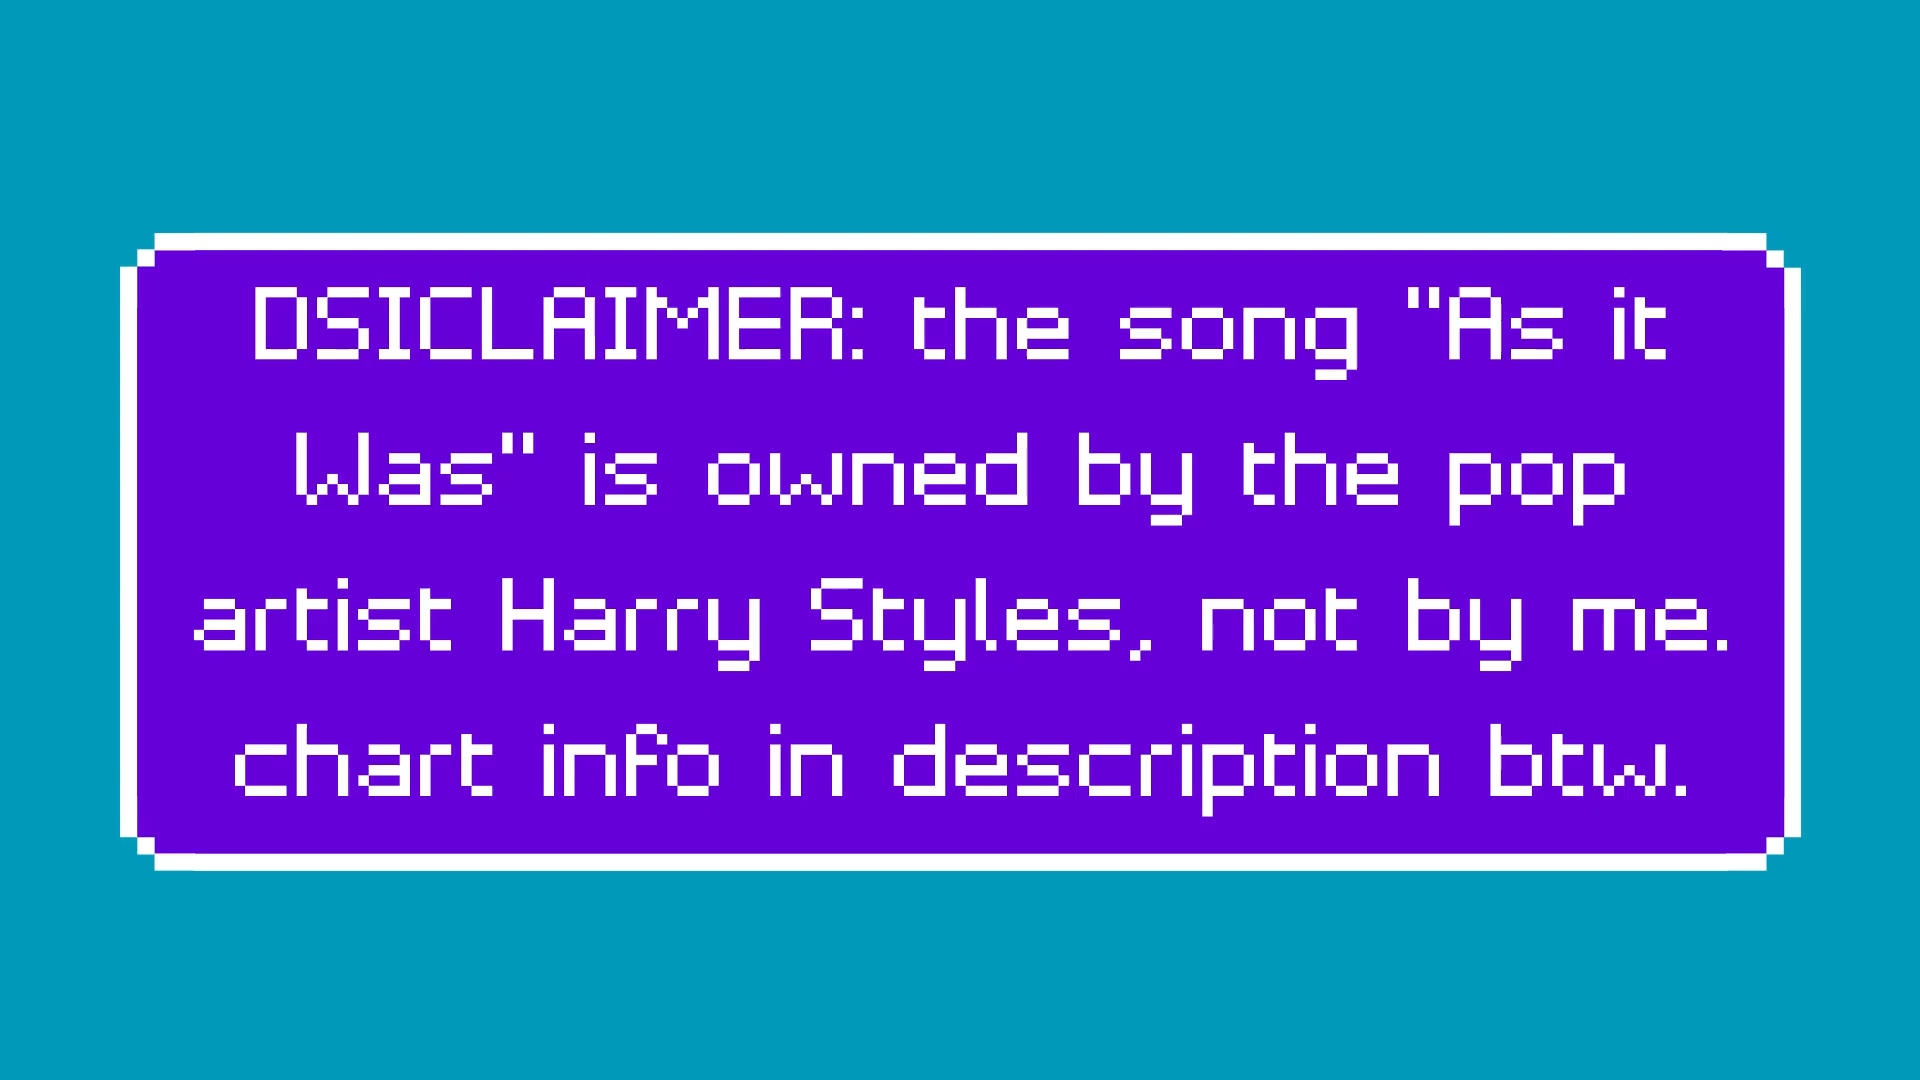 DSICLAIMER: the song "As it
Was" is owned by the pop
artist Harry Styles, not by me.
chart info in description btw.